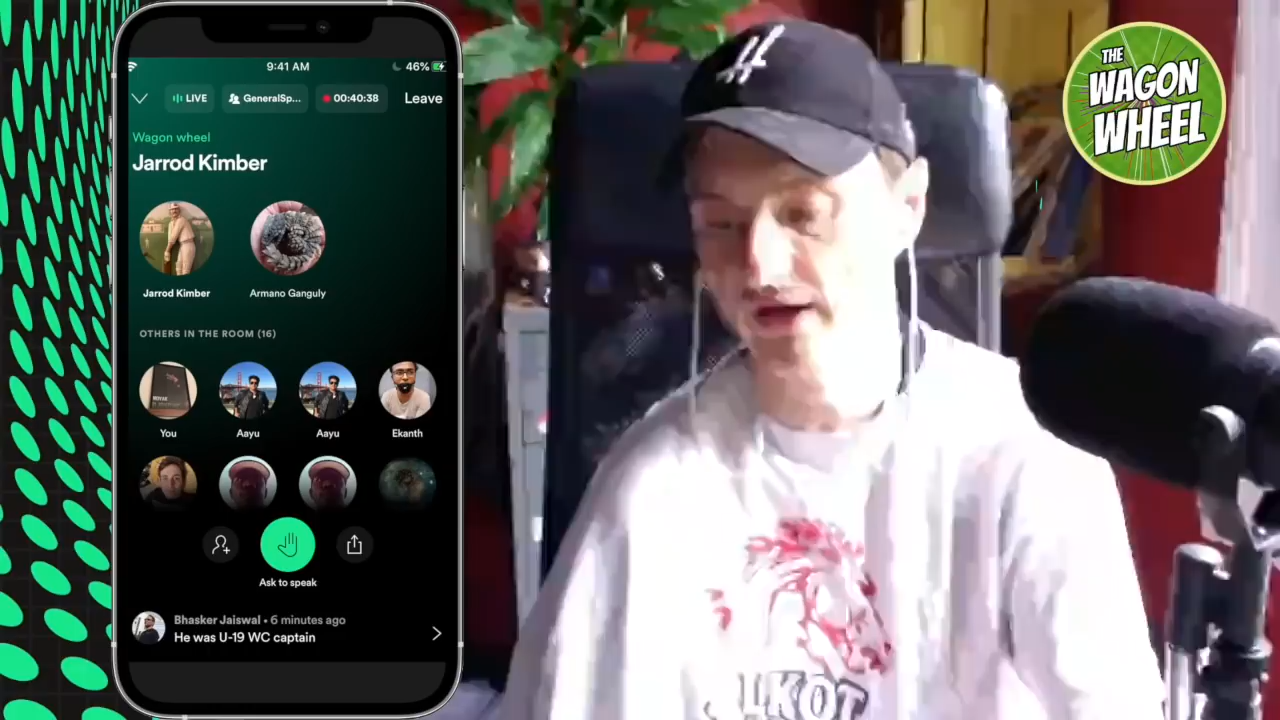 9:41 AM
46%
LIVE
GeneralSp...
00:40:38
Leave
Wagon wheel
Jarrod Kimber
Jarrod Kimber
Armano Ganguly
OTHERS IN THE ROOM (16)
You
Aayu
Aayu
Ekanth
Ask to speak
Bhasker Jaiswal • 6 minutes ago
He was U-19 WC captain
THE
WAGON
WHEEL